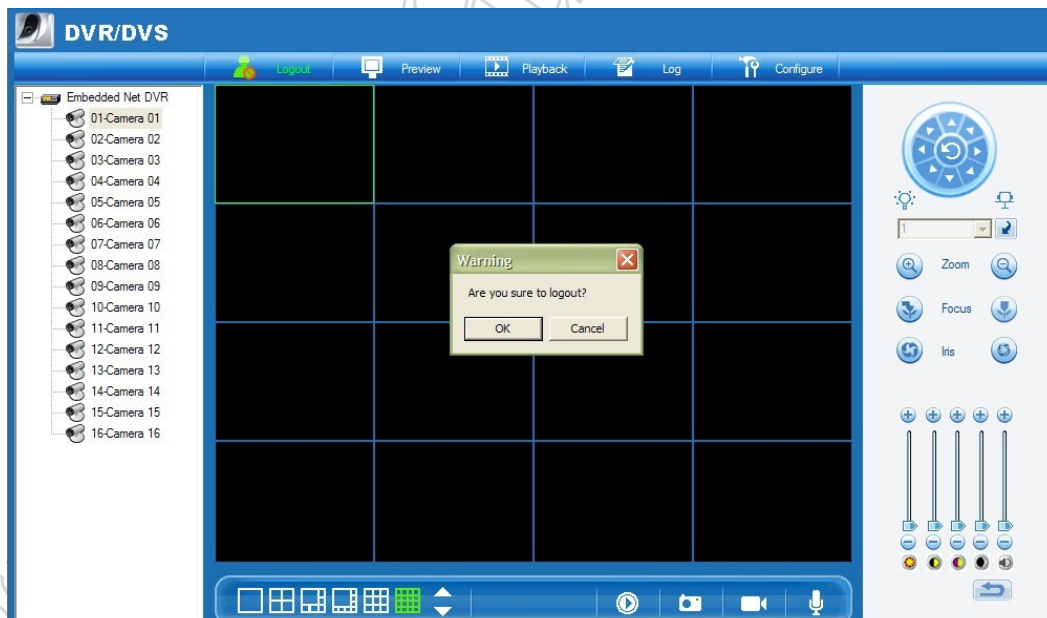 DVR/DVS
Logout Preview Playback Log Configure
Embedded Net DVR
01-Camera 01
02-Camera 02
03-Camera 03
04-Camera 04
05-Camera 05
06-Camera 06
07-Camera 07
08-Camera 08
09-Camera 09
10-Camera 10
11-Camera 11
12-Camera 12
13-Camera 13
14-Camera 14
15-Camera 15
16-Camera 16
Warning
Are you sure to logout?
OK Cancel
1
Zoom
Focus
Iris